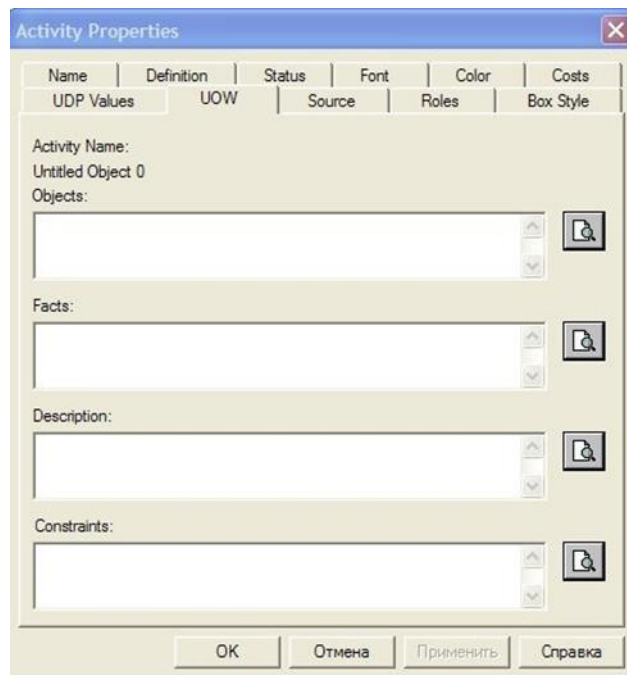 Activity Properties
Name Definition Status Font Color Costs
UDP Values UOW Source Roles Box Style
Activity Name:
Untitled Object 0
Objects:
Facts:
Description:
Constraints:
OK Отмена Применить Справка